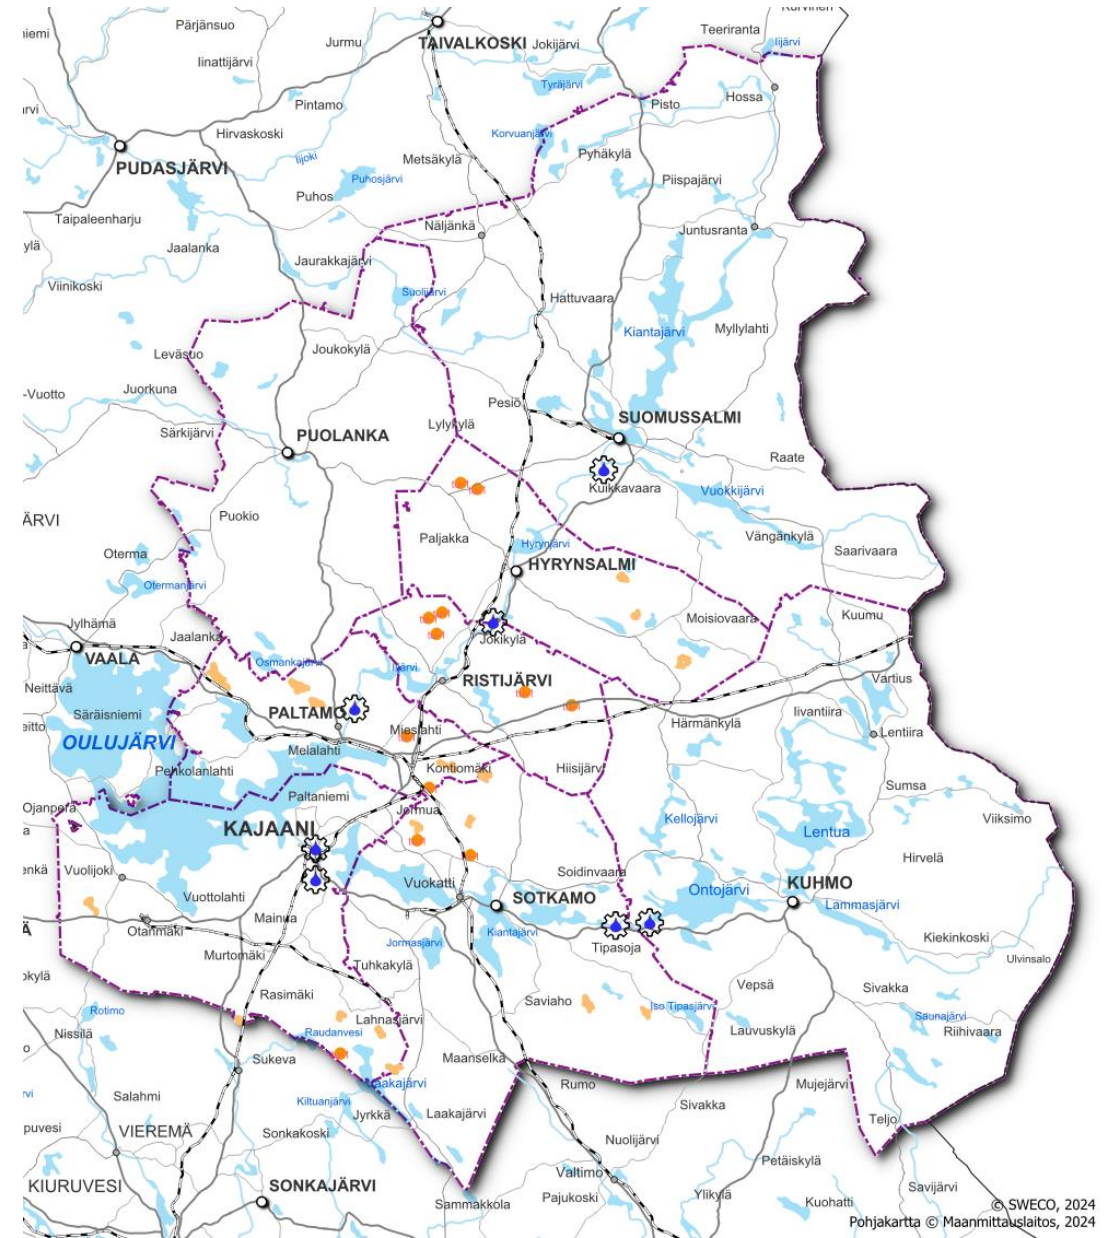 Pärjänsuo
Teeriranta
TAIVALKOSKI
Jokijärvi
Iijärvi
Jurmu
Iinattijärvi
Tyräjärvi
Hossa
Pintamo
Pisto
Hirvaskoski
Korvuanjärvi
Iijoki
Metsäkylä
Pyhäkylä
PUDASJÄRVI
Puhosjärvi
Piispajärvi
Puhos
Taipaleenharju
Näljänkä
Juntusranta
Jaalanka
Jaurakkajärvi
Viinikoski
Suolijärvi
Hattuvaara
Kiantajärvi
Myllylahti
Leväsuo
Joukokylä
Juorkuna
-Vuotto
Pesiö
SUOMUSSALMI
Lylykylä
Särkijärvi
PUOLANKA
Raate
Kuikkavaara
Vuokkijärvi
ÄRVI
Puokio
Paljakka
Vängänkylä
Hyrynjärvi
Saarivaara
Oterma
HYRYNSALMI
Otermanjärvi
Jylhämä
Jaalanka
Jokikylä
Moisiovaara
Kuumu
VAALA
Osmankajärvi
Iijärvi
RISTIJÄRVI
Vartius
Neittävä
Säräisniemi
PALTAMO
Iivantiira
Härmänkylä
Mieslahti
Lentiira
OULUJÄRVI
Melalahti
Pehkolanlahti
Kontiomäki
Hiisijärvi
Sumsa
Paltaniemi
Ojanperä
Jormua
Kellojärvi
Viiksimo
KAJAANI
Lentua
Hirvelä
Vuolijoki
Soidinvaara
Vuokatti
KUHMO
Ontojärvi
Vuottolahti
SOTKAMO
Lammasjärvi
Mainua
Otanmäki
Kiantajärvi
Kiekinkoski
Jormasjärvi
Tipasoja
Murtomäki
Ulvinsalo
Tuhkakylä
Vepsä
Sivakka
Rasimäki
Saviaho
Iso Tipasjärvi
Rotimo
Lahnasjärvi
Saunajärvi
Nissilä
Raudanvesi
Lauvuskylä
Riihivaara
Sukeva
Maanselka
Laakajärvi
Rumo
Mujejärvi
Salahmi
Kiltuanjärvi
Sivakka
Jyrkkä
Laakajärvi
Teljo
VIEREMÄ
Sonkakoski
Nuolijärvi
Petäiskylä
Valtimo
KIURUVESI
SONKAJÄRVI
Pajukoski
Ylikylä
Savijärvi
Sammakkola
Kuohatti
© SWECO, 2024
Pohjakartta © Maanmittauslaitos, 2024